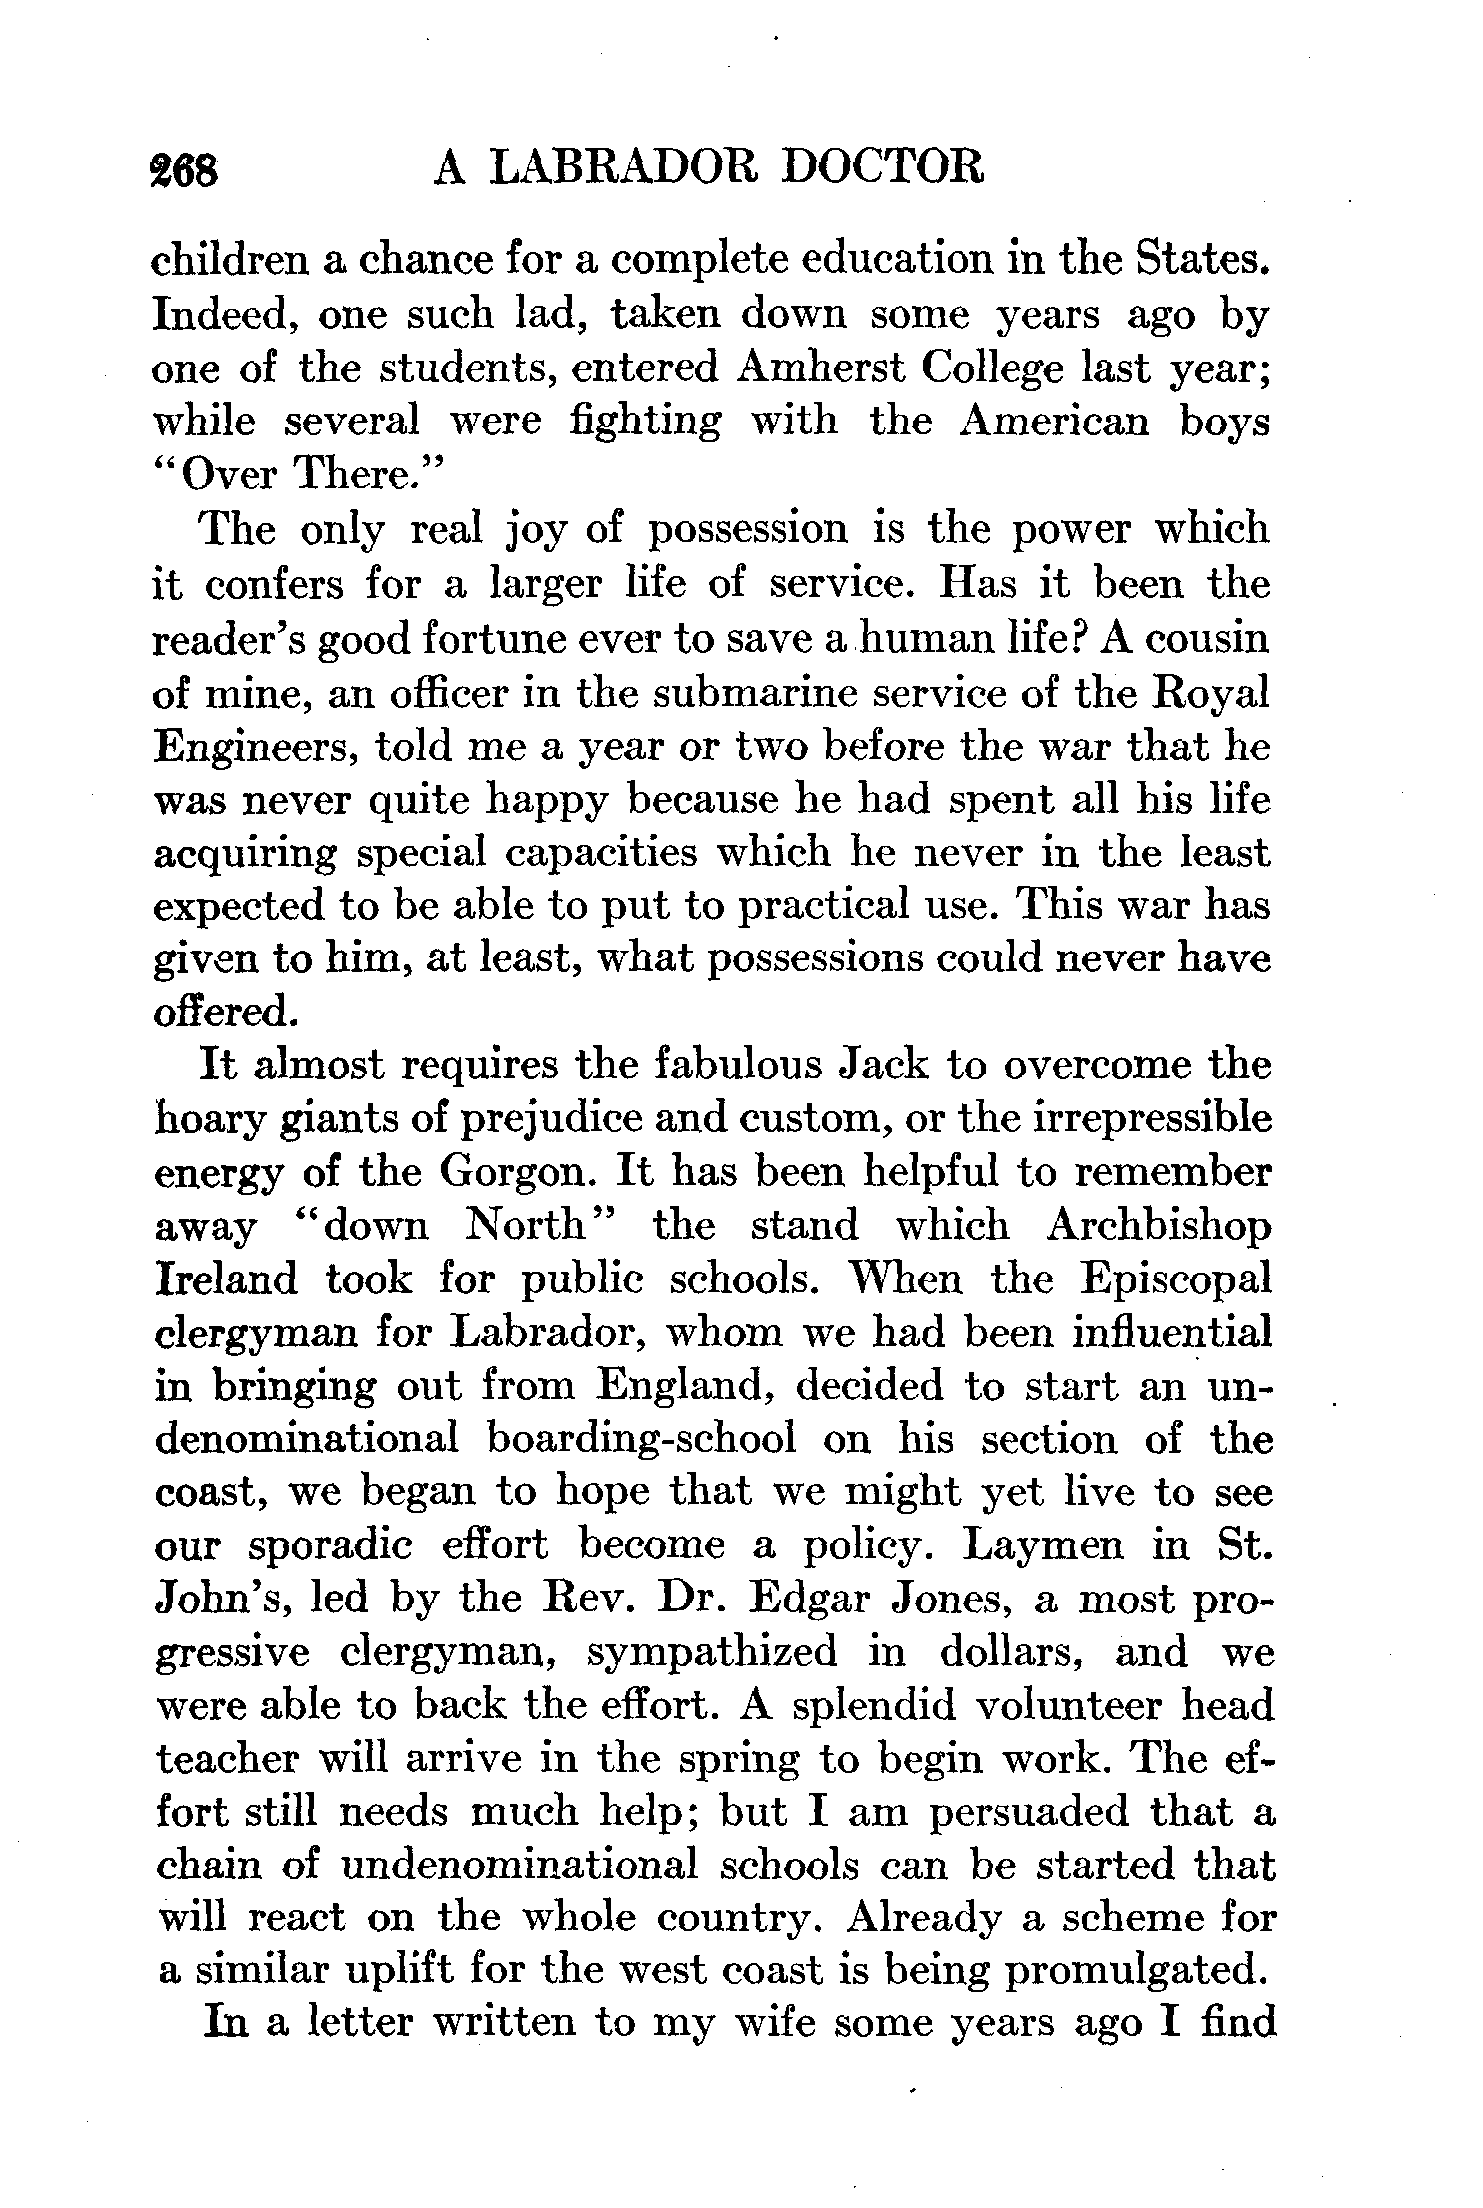 268 A LABRADOR DOCTOR
children a chance for a complete education in the States.
Indeed, one such lad, taken down some years ago by
one of the students, entered Amherst College last year;
while several were fighting with the American boys
“Over There.”
The only real joy of possession is the power which
it confers for a larger life of service. Has it been the
reader’s good fortune ever to save a human life? A cousin
of mine, an officer in the submarine service of the Royal
Engineers, told me a year or two before the war that he
was never quite happy because he had spent all his life
acquiring special capacities which he never in the least
expected to be able to put to practical use. This war has
given to him, at least, what possessions could never have
offered.
It almost requires the fabulous Jack to overcome the
hoary giants of prejudice and custom, or the irrepressible
energy of the Gorgon. It has been helpful to remember
away “down North” the stand which Archbishop
Ireland took for public schools. When the Episcopal
clergyman for Labrador, whom we had been influential
in bringing out from England, decided to start an un-
denominational boarding-school on his section of the
coast, we began to hope that we might yet live to see
our sporadic effort become a policy. Laymen in St.
John’s, led by the Rev. Dr. Edgar Jones, a most pro-
gressive clergyman, sympathized in dollars, and we
were able to back the effort. A splendid volunteer head
teacher will arrive in the spring to begin work. The ef-
fort still needs much help; but I am persuaded that a
chain of undenominational schools can be started that
will react on the whole country. Already a scheme for
a similar uplift for the west coast is being promulgated.
In a letter written to my wife some years ago I find